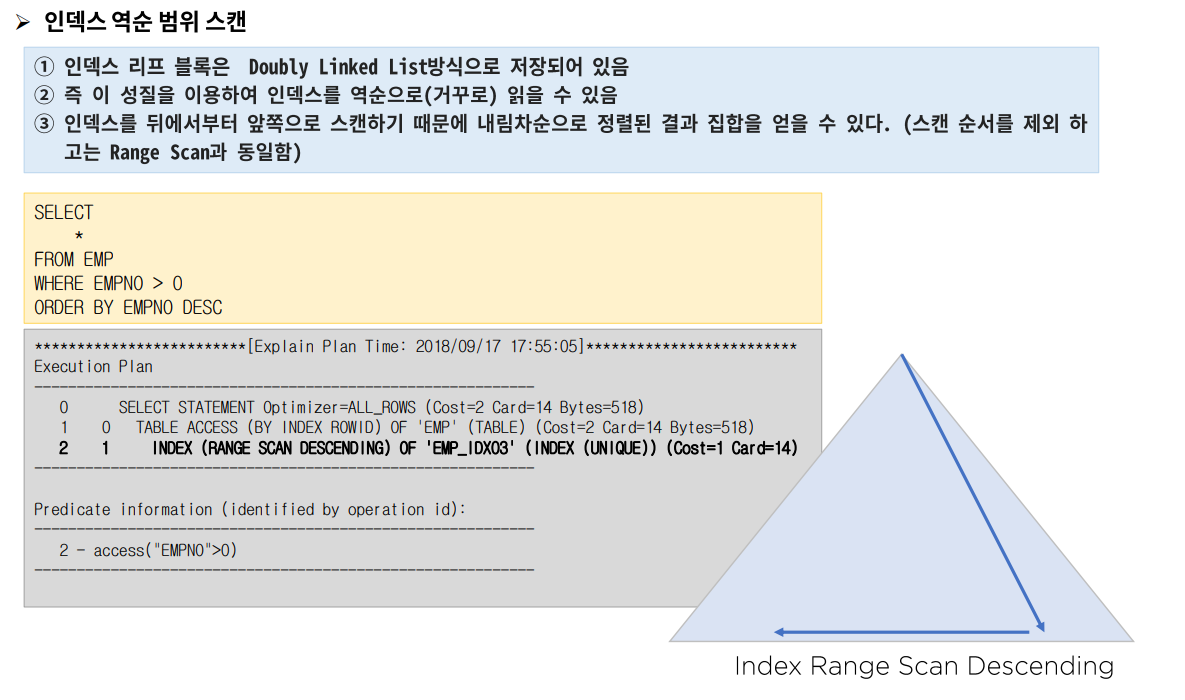 ➢ 인덱스 역순 범위 스캔
① 인덱스 리프 블록은 Doubly Linked List방식으로 저장되어 있음
② 즉 이 성질을 이용하여 인덱스를 역순으로(거꾸로) 읽을 수 있음
③ 인덱스를 뒤에서부터 앞쪽으로 스캔하기 때문에 내림차순으로 정렬된 결과 집합을 얻을 수 있다. (스캔 순서를 제외 하
고는 Range Scan과 동일함)
SELECT
*
FROM EMP
WHERE EMPNO > 0
ORDER BY EMPNO DESC
*************************[Explain Plan Time: 2018/09/17 17:55:05]*************************
Execution Plan
-----------------------------------------------------------
0 SELECT STATEMENT Optimizer=ALL_ROWS (Cost=2 Card=14 Bytes=518)
1 0 TABLE ACCESS (BY INDEX ROWID) OF 'EMP' (TABLE) (Cost=2 Card=14 Bytes=518)
2 1 INDEX (RANGE SCAN DESCENDING) OF 'EMP_IDX03' (INDEX (UNIQUE)) (Cost=1 Card=14)
-----------------------------------------------------------
Predicate information (identified by operation id):
-----------------------------------------------------------
2 - access("EMPNO">0)
-----------------------------------------------------------
Index Range Scan Descending